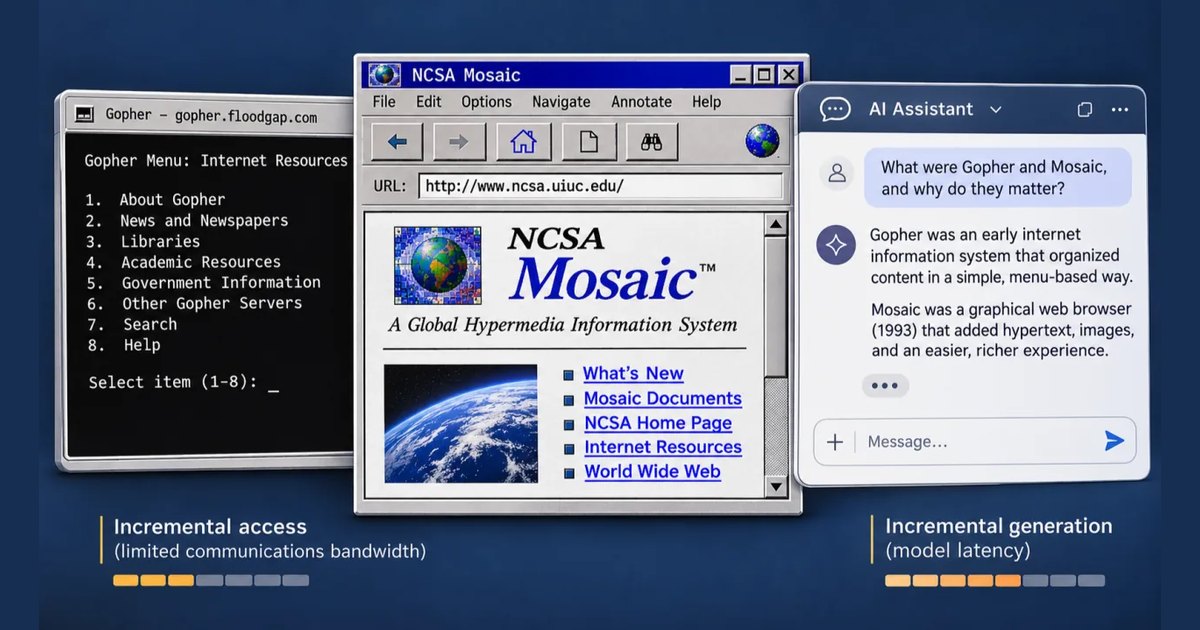 Gopher – gopher.floodgap.com
Gopher Menu: Internet Resources
1. About Gopher
2. News and Newspapers
3. Libraries
4. Academic Resources
5. Government Information
6. Other Gopher Servers
7. Search
8. Help
Select item (1-8): _
NCSA Mosaic
File Edit Options Navigate Annotate Help
URL: http://www.ncsa.uiuc.edu/
NCSA
Mosaic™
A Global Hypermedia Information System
What's New
Mosaic Documents
NCSA Home Page
Internet Resources
World Wide Web
AI Assistant
What were Gopher and Mosaic,
and why do they matter?
Gopher was an early internet
information system that organized
content in a simple, menu-based way.
Mosaic was a graphical web browser
(1993) that added hypertext, images,
and an easier, richer experience.
Message...
Incremental access
(limited communications bandwidth)
Incremental generation
(model latency)